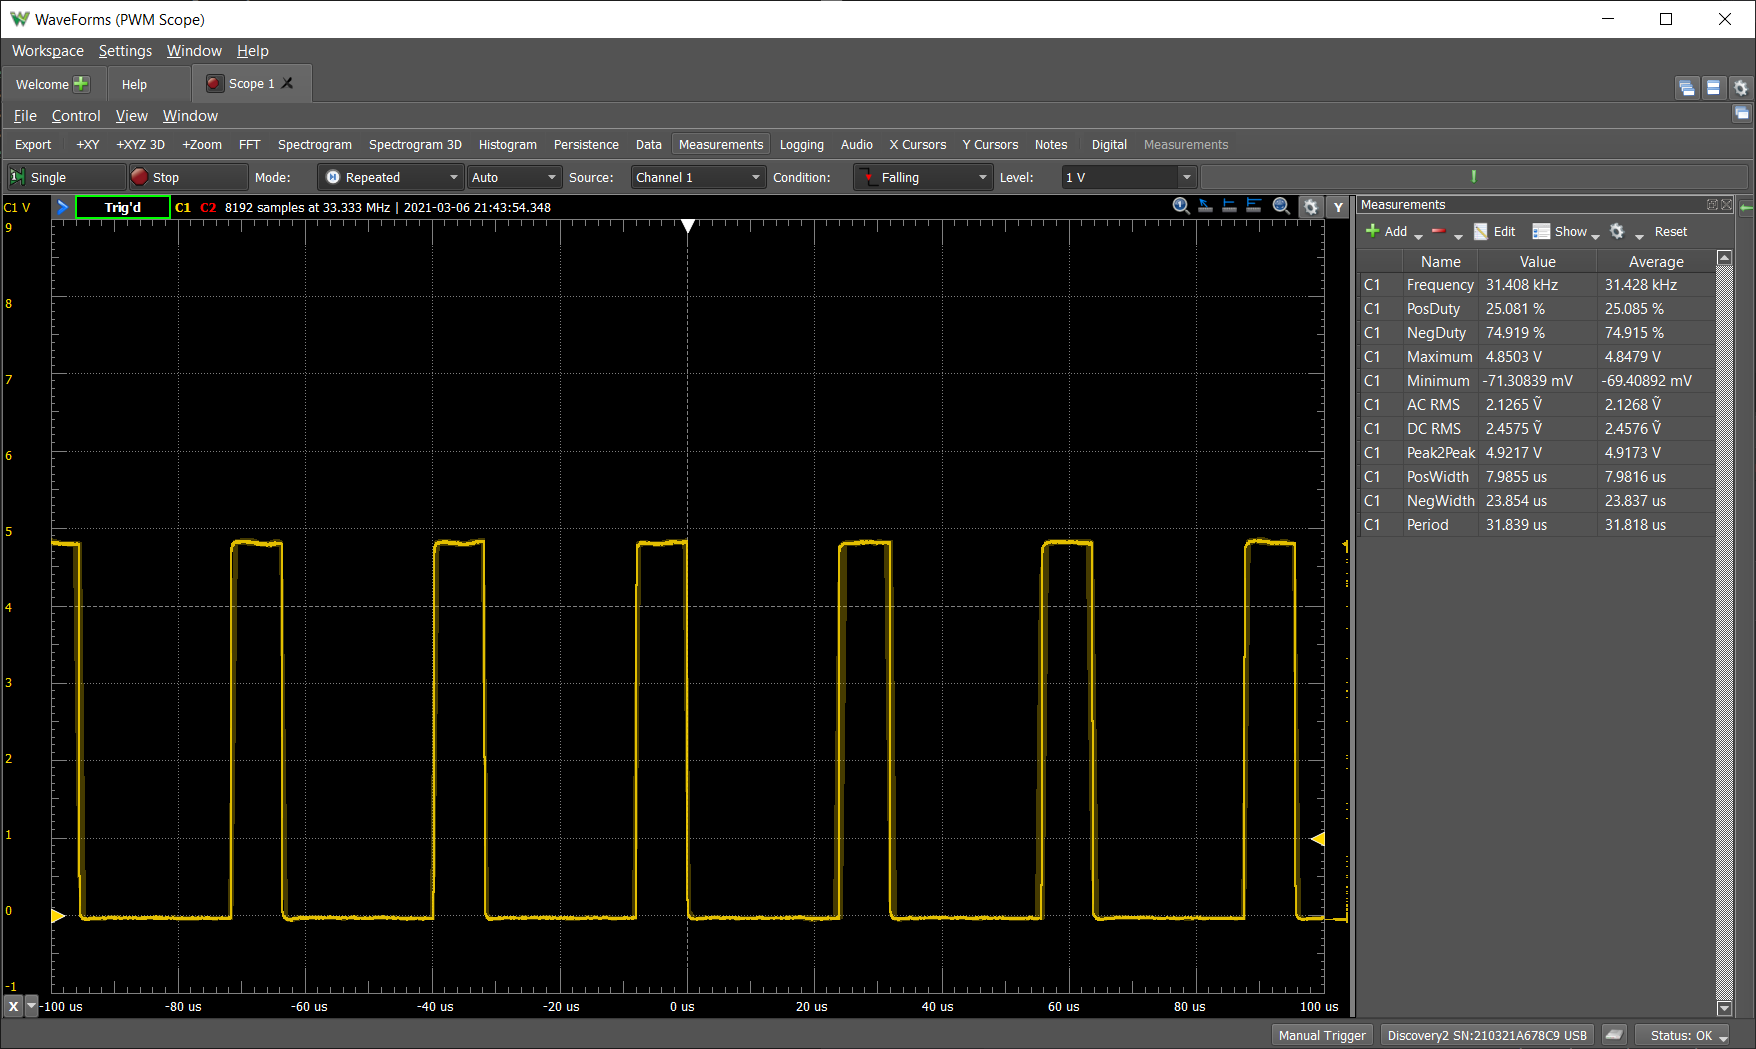 WaveForms (PWM Scope)
Workspace Settings Window Help
Welcome Help Scope 1
File Control View Window
Export +XY +XYZ 3D +Zoom FFT Spectrogram Spectrogram 3D Histogram Persistence Data Measurements Logging Audio X Cursors Y Cursors Notes Digital Measurements
Single Stop Mode: Repeated Auto Source: Channel 1 Condition: Falling Level: 1 V
C1 V Trig'd C1 C2 8192 samples at 33.333 MHz | 2021-03-06 21:43:54.348 Y
Measurements
Add Edit Show Reset
Name Value Average
C1 Frequency 31.408 kHz 31.428 kHz
C1 PosDuty 25.081 % 25.085 %
C1 NegDuty 74.919 % 74.915 %
C1 Maximum 4.8503 V 4.8479 V
C1 Minimum -71.30839 mV -69.40892 mV
C1 AC RMS 2.1265 Ṽ 2.1268 Ṽ
C1 DC RMS 2.4575 Ṽ 2.4576 Ṽ
C1 Peak2Peak 4.9217 V 4.9173 V
C1 PosWidth 7.9855 us 7.9816 us
C1 NegWidth 23.854 us 23.837 us
C1 Period 31.839 us 31.818 us
9
8
7
6
5
4
3
2
1
0
-1
X -100 us -80 us -60 us -40 us -20 us 0 us 20 us 40 us 60 us 80 us 100 us
Manual Trigger Discovery2 SN:210321A678C9 USB Status: OK